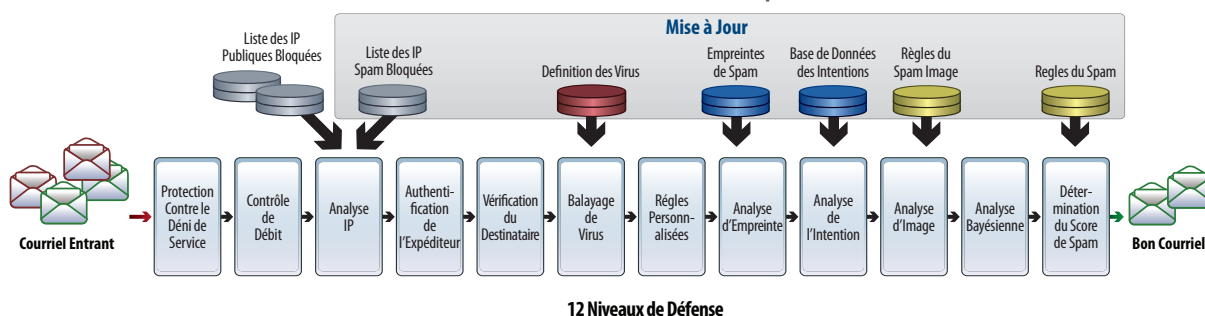 Mise à Jour
Liste des IP
Publiques Bloquées
Liste des IP
Spam Bloquées
Definition des Virus
Empreintes
de Spam
Base de Données
des Intentions
Règles du
Spam Image
Regles du Spam
Courriel Entrant
Protection
Contre le
Déni de
Service
Contrôle
de
Débit
Analyse
IP
Authenti-
fication
de
l'Expéditeur
Vérification
du
Destinataire
Balayage
de
Virus
Régles
Personn-
alisées
Analyse
d'Empreinte
Analyse
de
l'Intention
Analyse
d'Image
Analyse
Bayésienne
Déter-
mination
du Score
de Spam
Bon Courriel
12 Niveaux de Défense